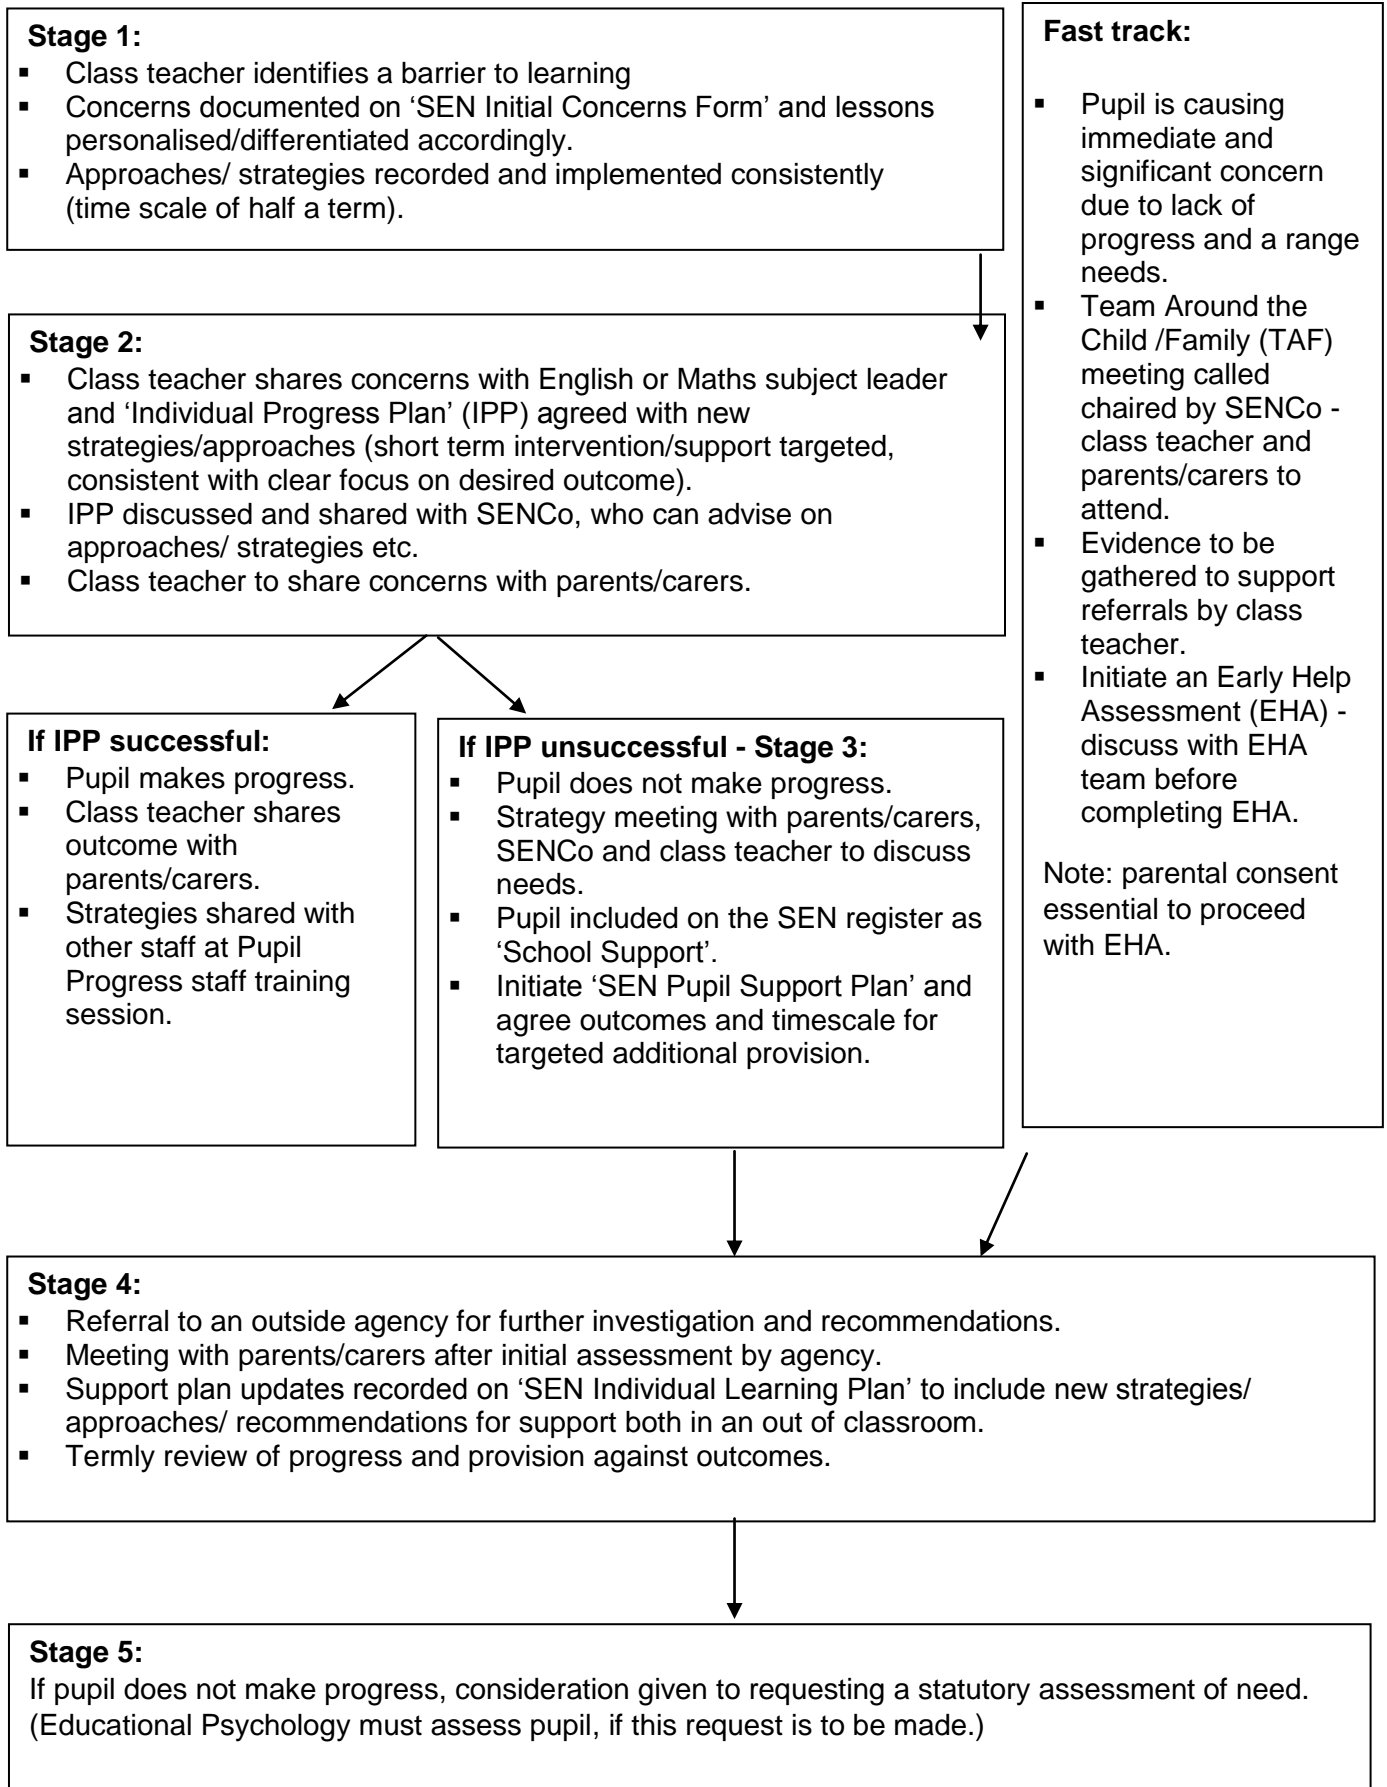 Stage 1:
▪ Class teacher identifies a barrier to learning
▪ Concerns documented on ‘SEN Initial Concerns Form’ and lessons
personalised/differentiated accordingly.
▪ Approaches/ strategies recorded and implemented consistently
(time scale of half a term).
Stage 2:
▪ Class teacher shares concerns with English or Maths subject leader
and ‘Individual Progress Plan’ (IPP) agreed with new
strategies/approaches (short term intervention/support targeted,
consistent with clear focus on desired outcome).
▪ IPP discussed and shared with SENCo, who can advise on
approaches/ strategies etc.
▪ Class teacher to share concerns with parents/carers.
If IPP successful:
▪ Pupil makes progress.
▪ Class teacher shares
outcome with
parents/carers.
▪ Strategies shared with
other staff at Pupil
Progress staff training
session.
If IPP unsuccessful - Stage 3:
▪ Pupil does not make progress.
▪ Strategy meeting with parents/carers,
SENCo and class teacher to discuss
needs.
▪ Pupil included on the SEN register as
‘School Support’.
▪ Initiate ‘SEN Pupil Support Plan’ and
agree outcomes and timescale for
targeted additional provision.
Fast track:
▪ Pupil is causing
immediate and
significant concern
due to lack of
progress and a range
needs.
▪ Team Around the
Child /Family (TAF)
meeting called
chaired by SENCo -
class teacher and
parents/carers to
attend.
▪ Evidence to be
gathered to support
referrals by class
teacher.
▪ Initiate an Early Help
Assessment (EHA) -
discuss with EHA
team before
completing EHA.
Note: parental consent
essential to proceed
with EHA.
Stage 4:
▪ Referral to an outside agency for further investigation and recommendations.
▪ Meeting with parents/carers after initial assessment by agency.
▪ Support plan updates recorded on ‘SEN Individual Learning Plan’ to include new strategies/
approaches/ recommendations for support both in an out of classroom.
▪ Termly review of progress and provision against outcomes.
Stage 5:
If pupil does not make progress, consideration given to requesting a statutory assessment of need.
(Educational Psychology must assess pupil, if this request is to be made.)